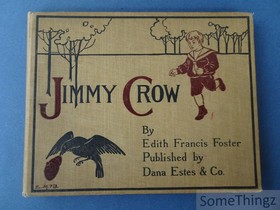 JIMMY CROW
By
Edith Francis Foster
Published by
Dana Estes & Co.
SomeThingz